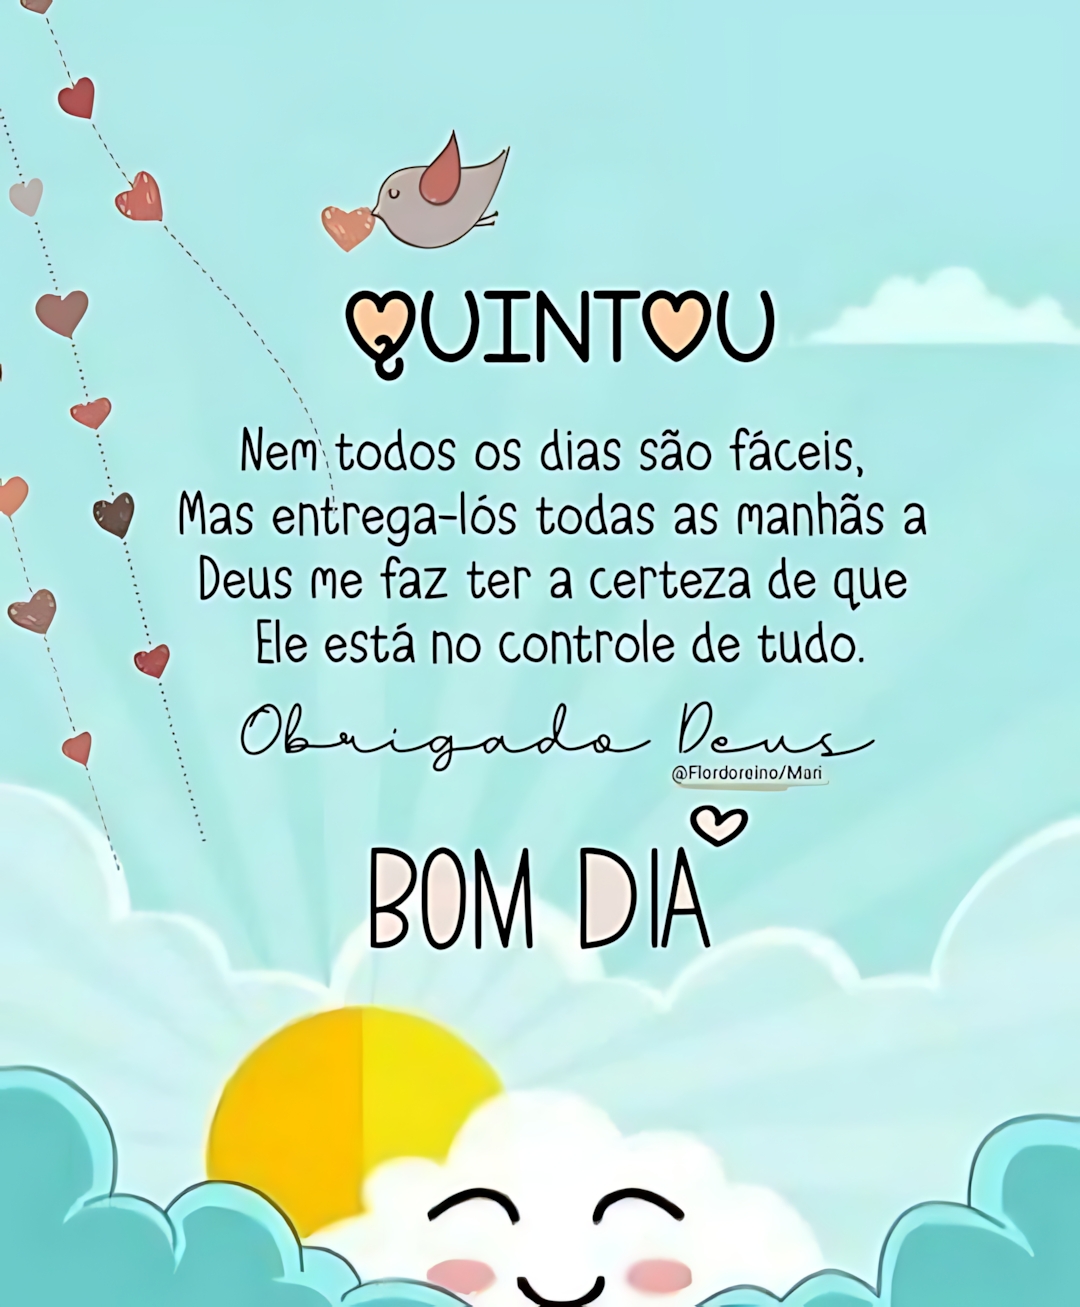 QUINTOU
Nem todos os dias são fáceis,
Mas entrega-lós todas as manhãs a
Deus me faz ter a certeza de que
Ele está no controle de tudo.
Obrigado Deus
@Flordoreino/Mari
BOM DIA